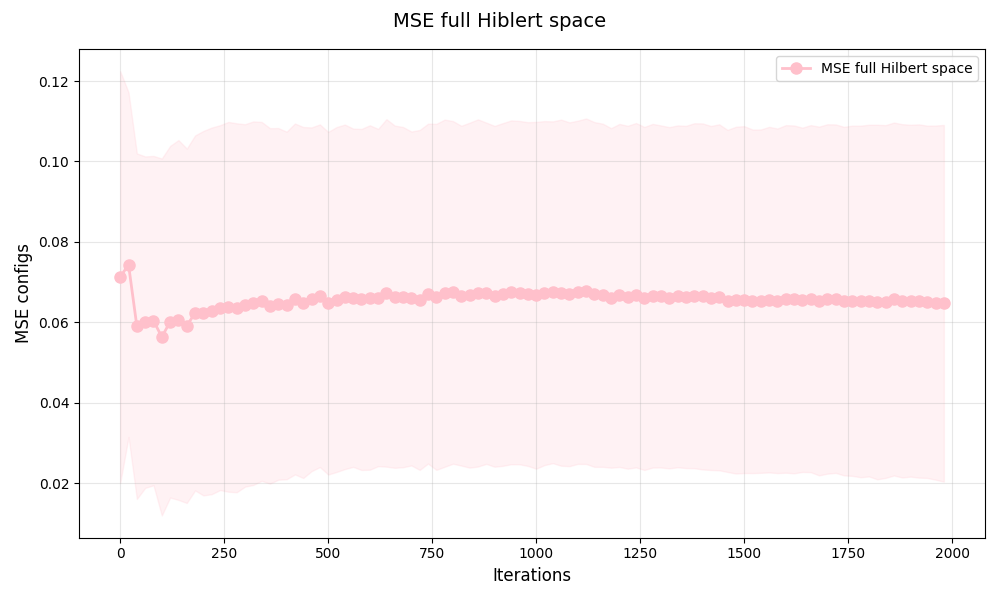 MSE full Hiblert space
MSE full Hilbert space
MSE configs
0.12
0.10
0.08
0.06
0.04
0.02
0 250 500 750 1000 1250 1500 1750 2000
Iterations